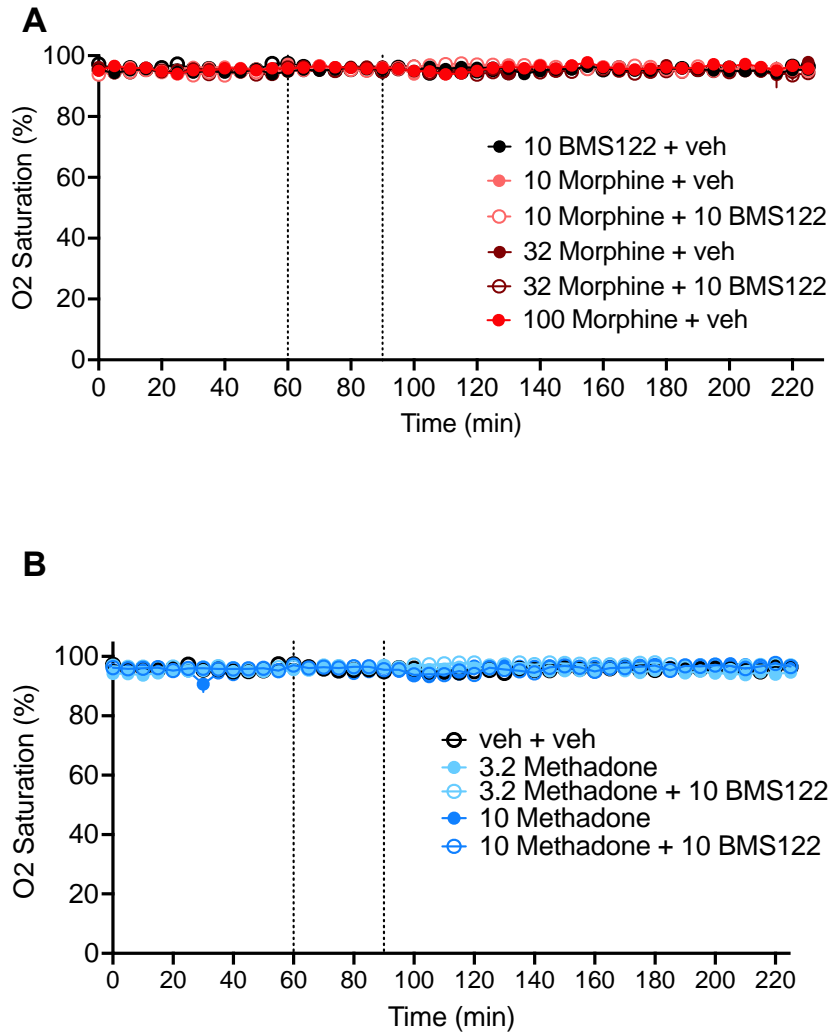 A
O2 Saturation (%)
100
80
60
40
20
0
10 BMS122 + veh
10 Morphine + veh
10 Morphine + 10 BMS122
32 Morphine + veh
32 Morphine + 10 BMS122
100 Morphine + veh
0 20 40 60 80 100 120 140 160 180 200 220
Time (min)
B
O2 Saturation (%)
100
80
60
40
20
0
veh + veh
3.2 Methadone
3.2 Methadone + 10 BMS122
10 Methadone
10 Methadone + 10 BMS122
0 20 40 60 80 100 120 140 160 180 200 220
Time (min)